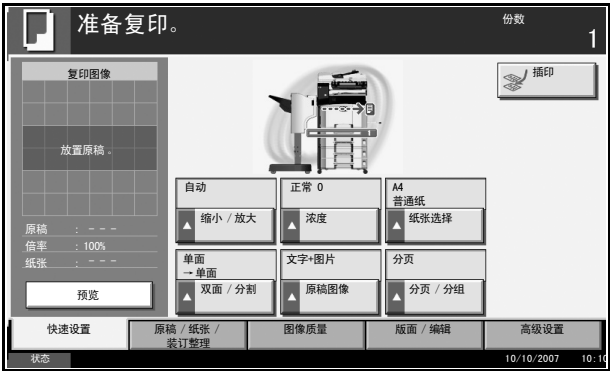 准备复印。
份数
1
复印图像
放置原稿。
原稿 : ---
倍率 : 100%
纸张 : ---
预览
插印
1
自动
缩小 / 放大
正常 0
浓度
A4
普通纸
纸张选择
单面
→单面
双面 / 分割
文字+图片
原稿图像
分页
分页 / 分组
快速设置
原稿 / 纸张 /
装订整理
图像质量
版面 / 编辑
高级设置
状态
10/10/2007 10:10